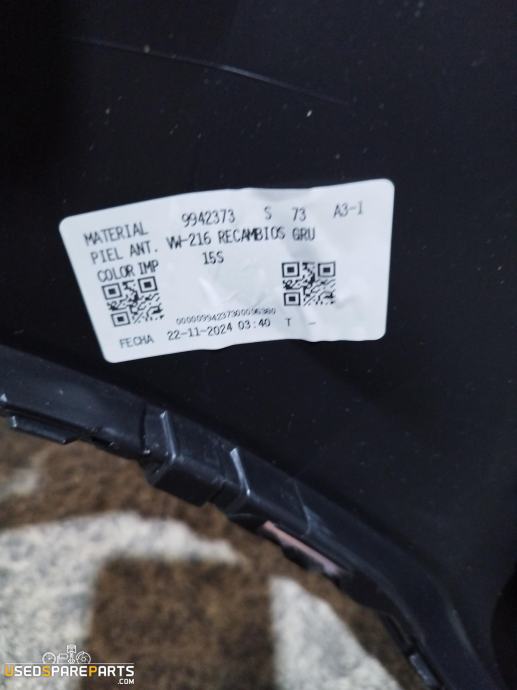 MATERIAL 9942373 S 73 A3-I
PIEL ANT. VW-216 RECAMBIOS GRU
COLOR IMP 15S
FECHA 22-11-2024 03:40 T -
USEDSPAREPARTS
.COM